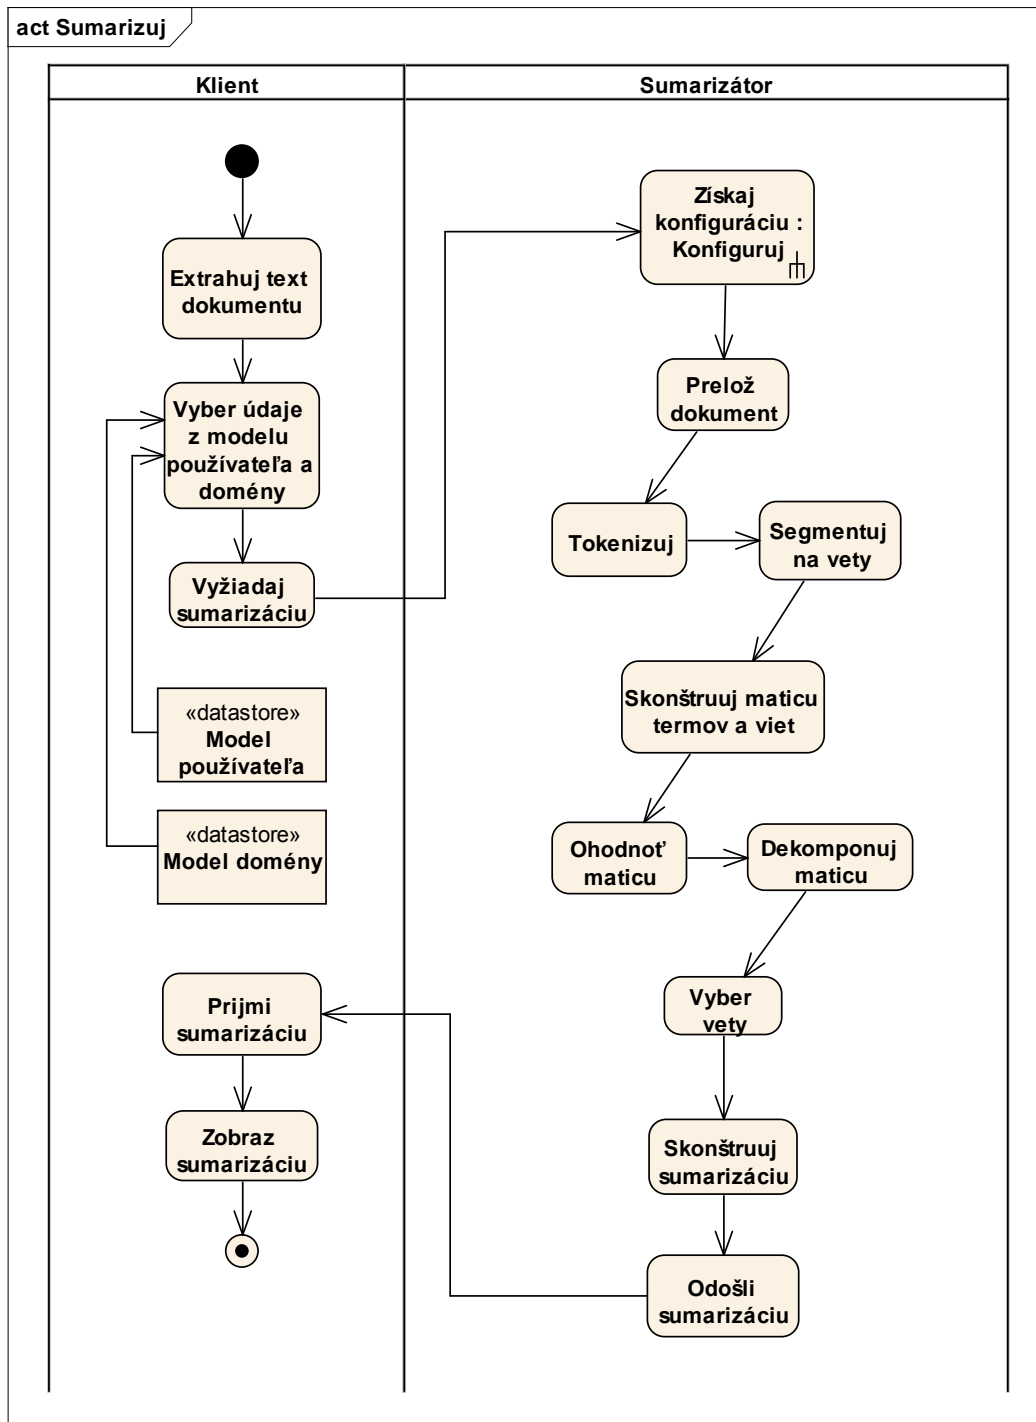 act Sumarizuj
Klient
Sumarizátor
Extrahuj text
dokumentu
Vyber údaje
z modelu
používateľa a
domény
Vyžiadaj
sumarizáciu
«datastore»
Model
používateľa
«datastore»
Model domény
Prijmi
sumarizáciu
Zobraz
sumarizáciu
Získaj
konfiguráciu :
Konfiguruj
Prelož
dokument
Tokenizuj
Segmentuj
na vety
Skonštruuj maticu
termov a viet
Ohodnoť
maticu
Dekomponuj
maticu
Vyber
vety
Skonštruuj
sumarizáciu
Odošli
sumarizáciu